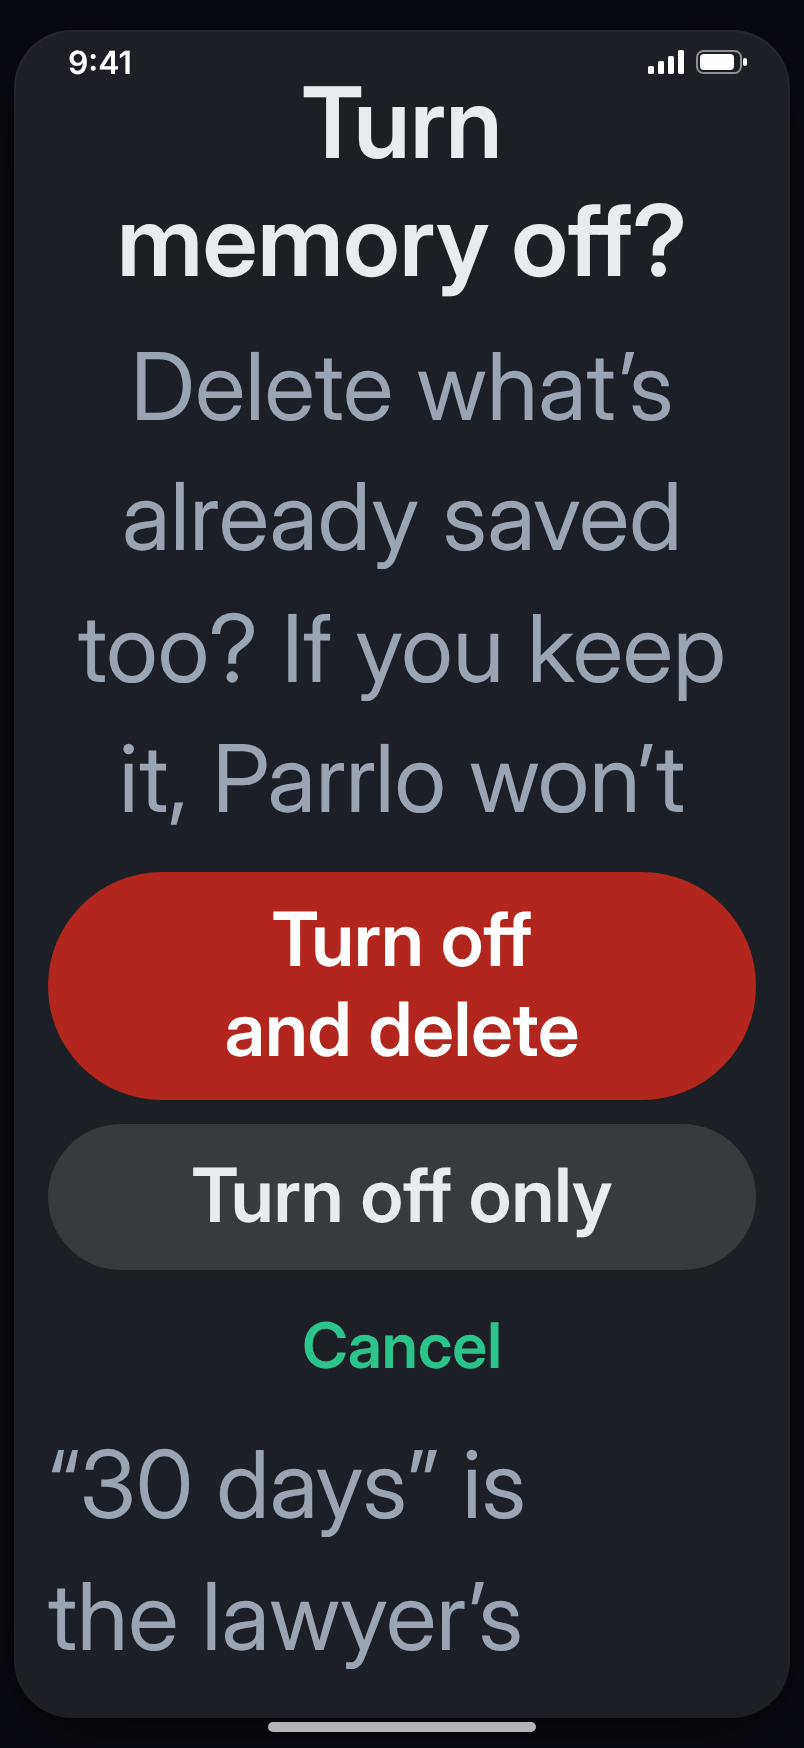 9:41
Turn
memory off?
Delete what’s
already saved
too? If you keep
it, Parrlo won’t
Turn off
and delete
Turn off only
Cancel
“30 days” is
the lawyer’s